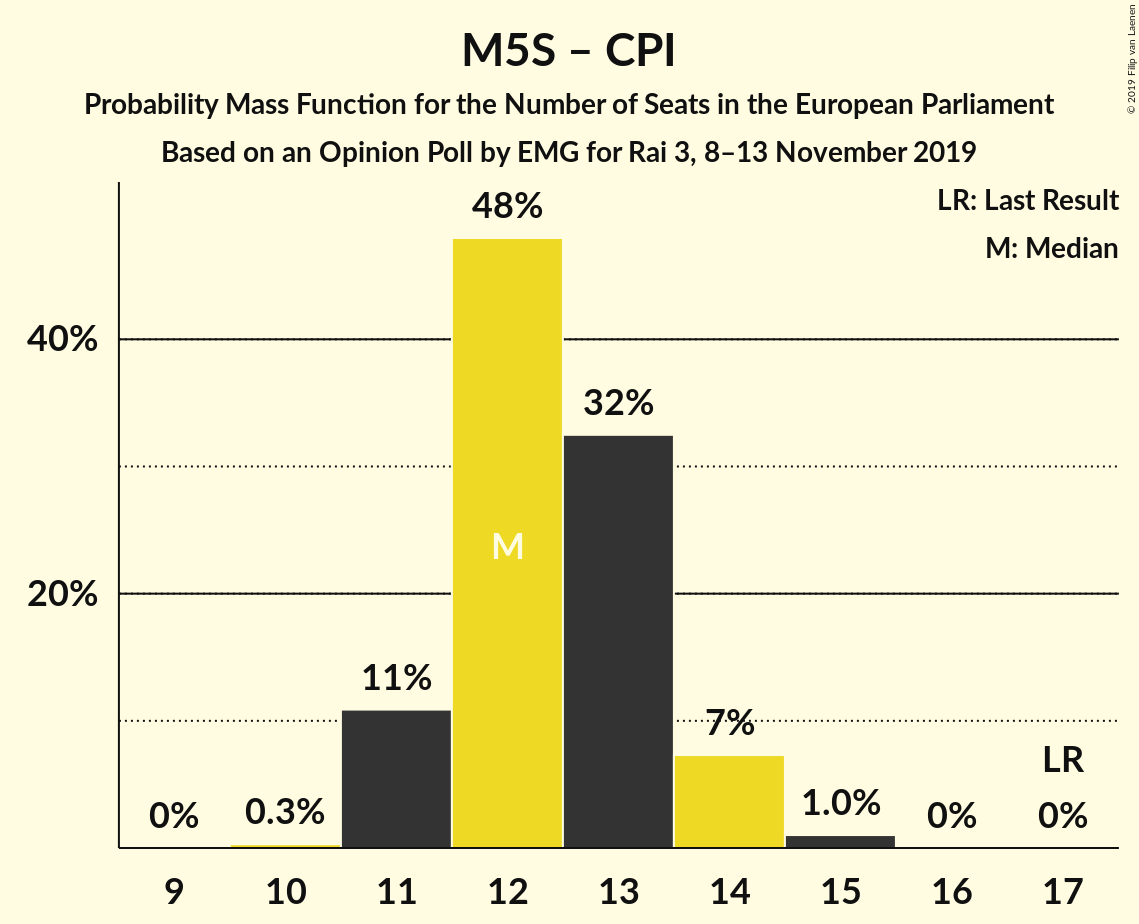 M5S – CPI
Probability Mass Function for the Number of Seats in the European Parliament
Based on an Opinion Poll by EMG for Rai 3, 8–13 November 2019
© 2019 Filip van Laenen
LR: Last Result
M: Median
48%
40%
32%
M
20%
11%
7%
LR
0%
0.3%
1.0%
0%
0%
9 10 11 12 13 14 15 16 17